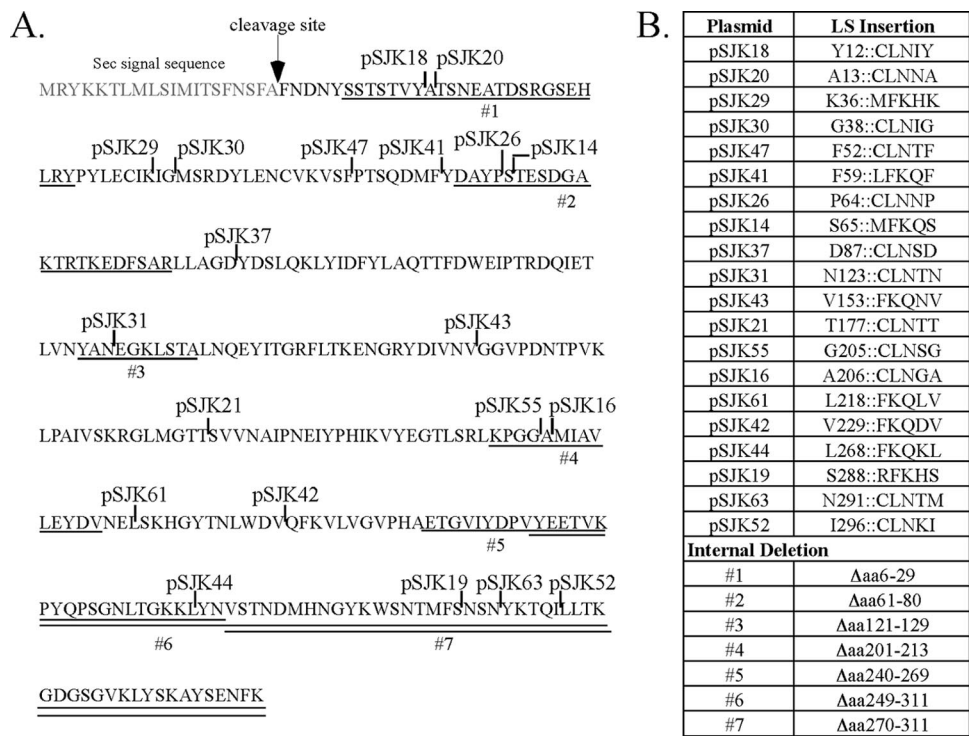 A.
cleavage site
Sec signal sequence
pSJK18 pSJK20
MRYKKTLMLSIMITSFNSFAFNDNYSSTSTVYATSNEATDSRGSEH
#1
pSJK29 pSJK30 pSJK47 pSJK41 pSJK26 pSJK14
LRYPYLECIKIGMSRDYLENCVKVSFPTSQDMFYDAYPSTESDGA
#2
pSJK37
KTRTKEDFSARLLAGDYDSLQKLYIDFYLAQTTFDWEIPTRDQIET
pSJK31 pSJK43
LVNYANEGKLSTALNQEYITGRFLTKENGRYDIVNVGGVPDNTPVK
#3
pSJK21 pSJK55 pSJK16
LPAIVSKRGLMGTTSVVNAIPNEIYPHIKVYEGTLSRLKPGGAMIAV
#4
pSJK61 pSJK42
LEYDVNELSKHGYTNLWDVQFKVLVGVPHAETGVIYDPVYEETVK
#5
pSJK44 pSJK19 pSJK63 pSJK52
PYQPSGNLTGKKLYNVSTNDMHNGYKWSNTMFSNSNYKTQILLTK
#6 #7
GDGSGVKLYSKAYSENFK
B.
Plasmid LS Insertion
pSJK18 Y12::CLNIY
pSJK20 A13::CLNNA
pSJK29 K36::MFKHK
pSJK30 G38::CLNIG
pSJK47 F52::CLNTF
pSJK41 F59::LFKQF
pSJK26 P64::CLNNP
pSJK14 S65::MFKQS
pSJK37 D87::CLNSD
pSJK31 N123::CLNTN
pSJK43 V153::FKQNV
pSJK21 T177::CLNTT
pSJK55 G205::CLNSG
pSJK16 A206::CLNGA
pSJK61 L218::FKQLV
pSJK42 V229::FKQDV
pSJK44 L268::FKQKL
pSJK19 S288::RFKHS
pSJK63 N291::CLNTM
pSJK52 I296::CLNKI
Internal Deletion
#1 Δaa6-29
#2 Δaa61-80
#3 Δaa121-129
#4 Δaa201-213
#5 Δaa240-269
#6 Δaa249-311
#7 Δaa270-311